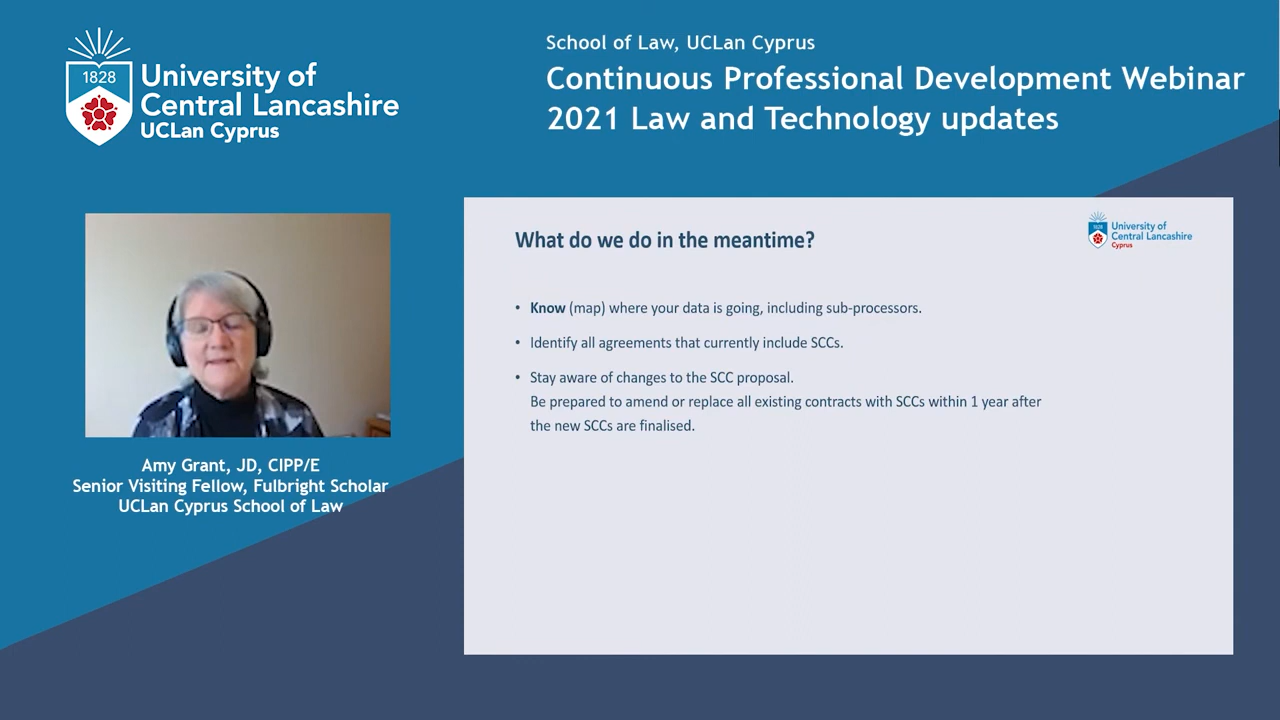 1828
University of
Central Lancashire
UCLan Cyprus
School of Law, UCLan Cyprus
Continuous Professional Development Webinar
2021 Law and Technology updates
Amy Grant, JD, CIPP/E
Senior Visiting Fellow, Fulbright Scholar
UCLan Cyprus School of Law
What do we do in the meantime?
1828
University of
Central Lancashire
Cyprus
• Know (map) where your data is going, including sub-processors.
• Identify all agreements that currently include SCCs.
• Stay aware of changes to the SCC proposal.
Be prepared to amend or replace all existing contracts with SCCs within 1 year after
the new SCCs are finalised.